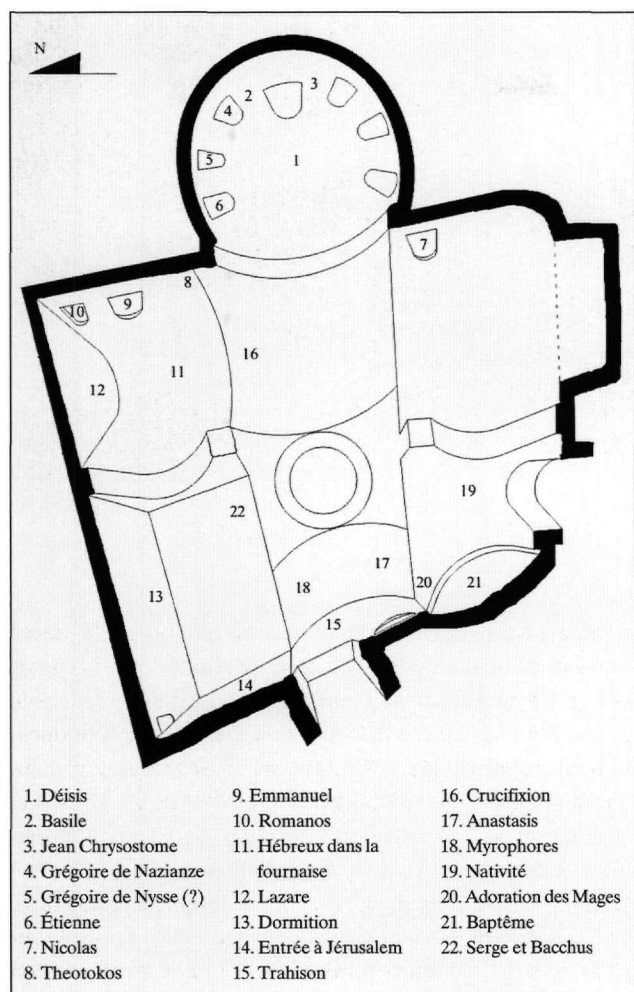 N
3
2
4
1
5
6
7
8
10
9
16
11
12
19
22
17
18
20
21
13
15
14
1. Déisis
2. Basile
3. Jean Chrysostome
4. Grégoire de Nazianze
5. Grégoire de Nysse (?)
6. Étienne
7. Nicolas
8. Theotokos
9. Emmanuel
10. Romanos
11. Hébreux dans la
fournaise
12. Lazare
13. Dormition
14. Entrée à Jérusalem
15. Trahison
16. Crucifixion
17. Anastasis
18. Myrophores
19. Nativité
20. Adoration des Mages
21. Baptême
22. Serge et Bacchus